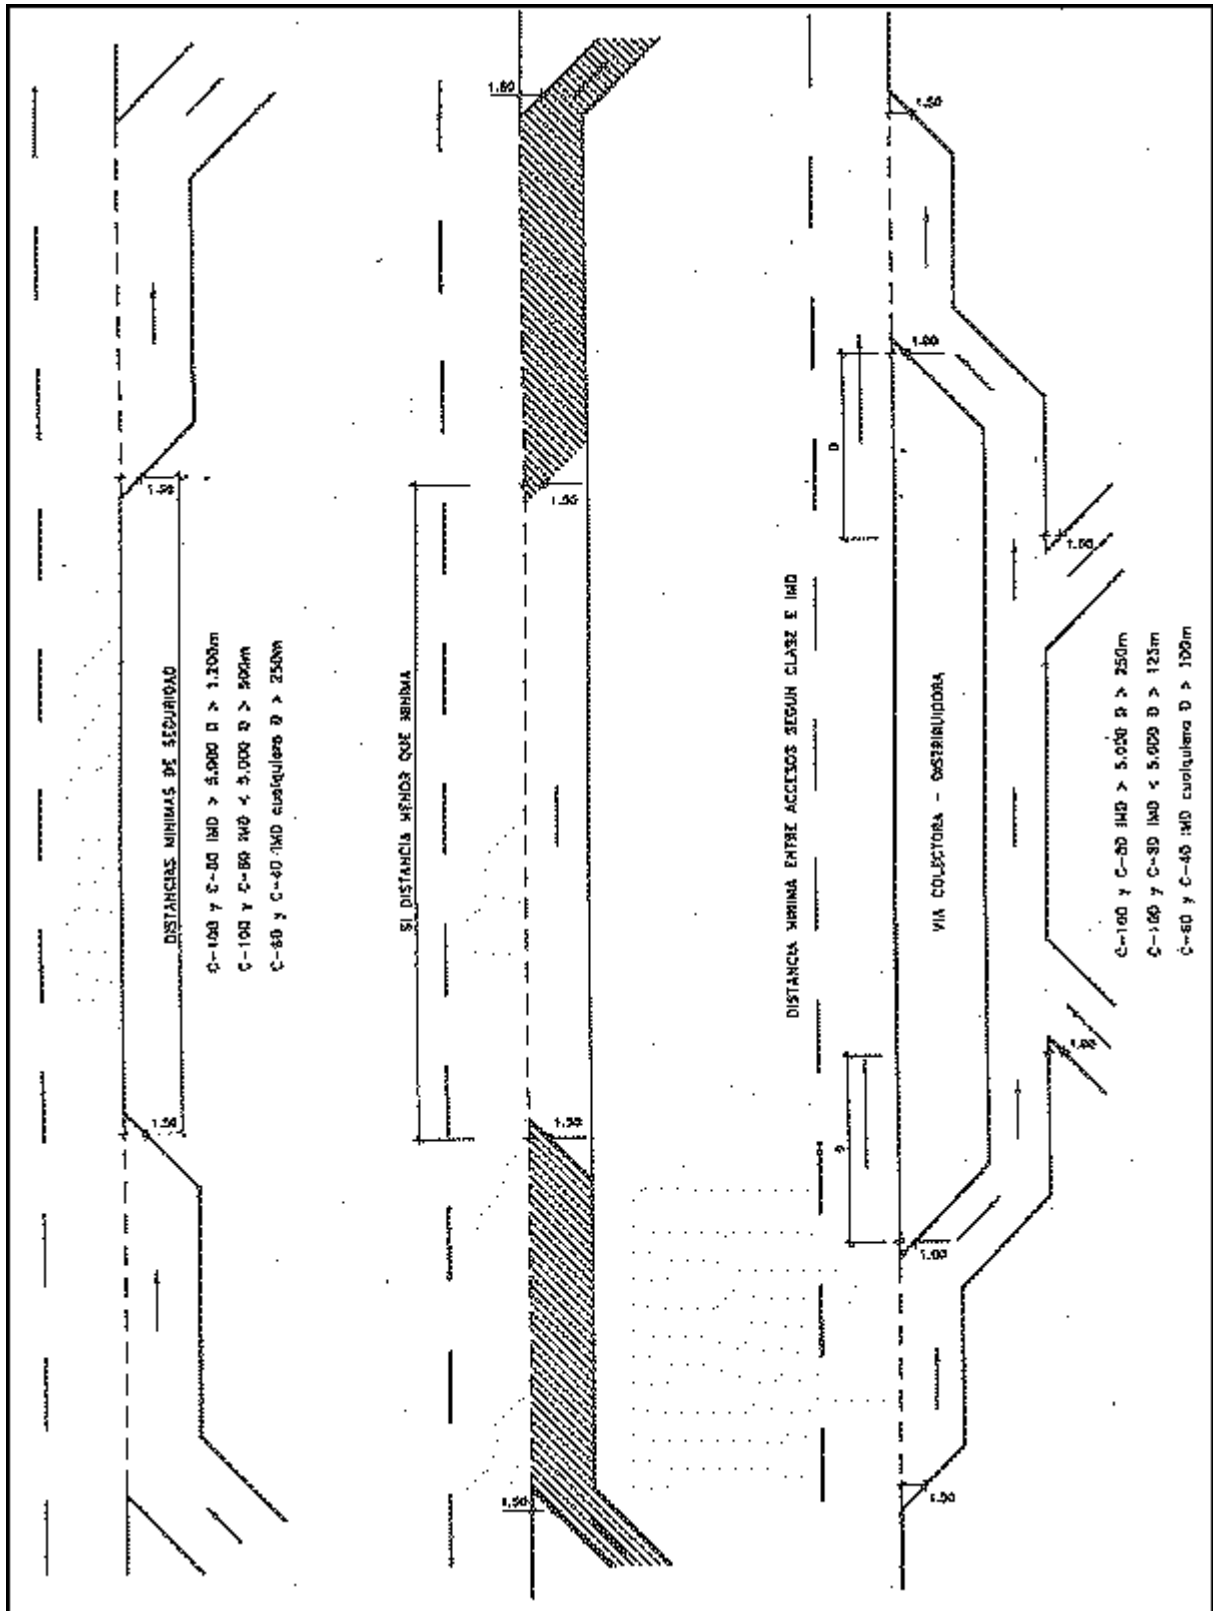 1.50
1.50
DISTANCIAS MINIMAS DE SEGURIDAD
C-100 y C-80 IMD > 5.000 D > 1.200m
C-100 y C-80 IMD < 5.000 D > 500m
C-60 y C-40 IMD cualquiera D > 250m
1.50
1.50
1.50
1.50
SI DISTANCIA MENOR QUE MINIMA
DISTANCIA MINIMA ENTRE ACCESOS SEGUN CLASE E IMD
1.50
1.00
D
1.00
VIA COLECTORA - DISTRIBUIDORA
1.00
D
1.00
1.50
C-100 y C-80 IMD > 5.000 D > 250m
C-100 y C-80 IMD < 5.000 D > 125m
C-60 y C-40 IMD cualquiera D > 100m